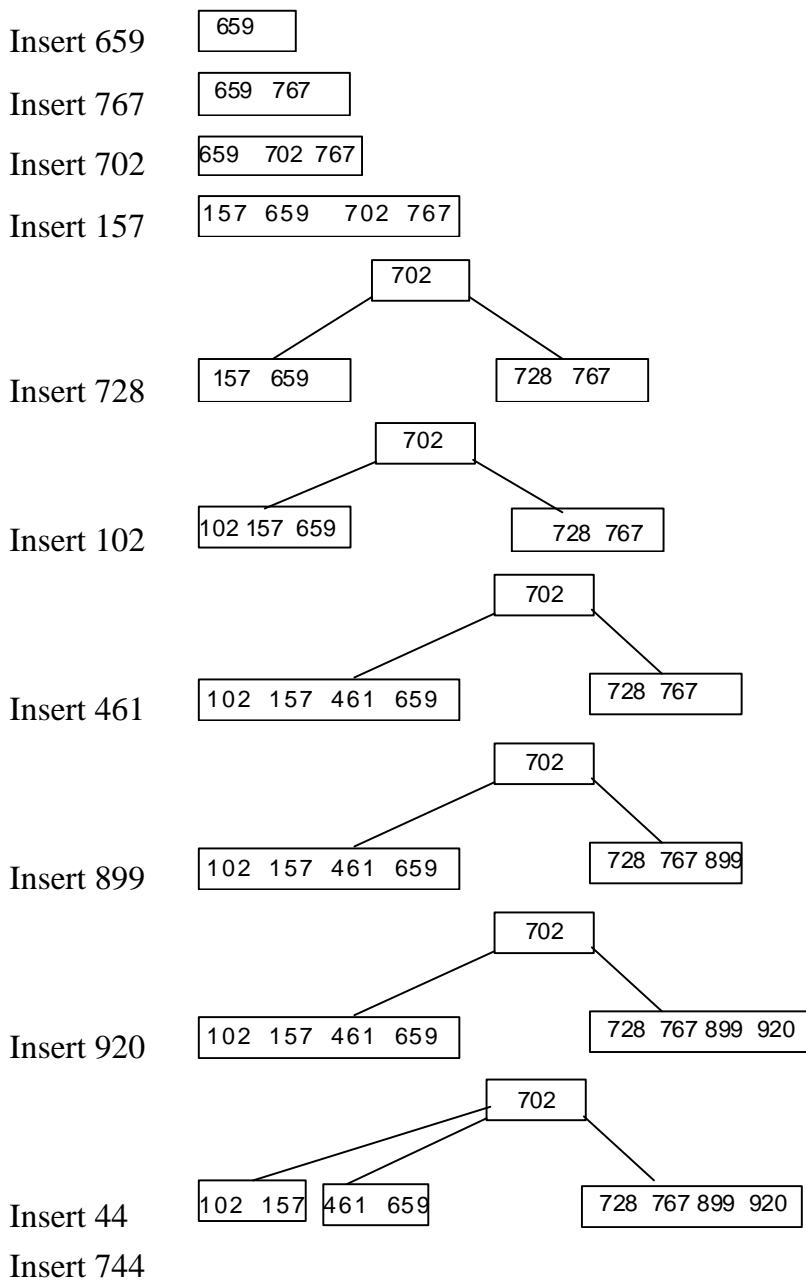 Insert 659
659
Insert 767
659 767
Insert 702
659 702 767
Insert 157
157 659 702 767
702
Insert 728
157 659
728 767
702
Insert 102
102 157 659
728 767
702
Insert 461
102 157 461 659
728 767
702
Insert 899
102 157 461 659
728 767 899
702
Insert 920
102 157 461 659
728 767 899 920
702
Insert 44
102 157
461 659
728 767 899 920
Insert 744